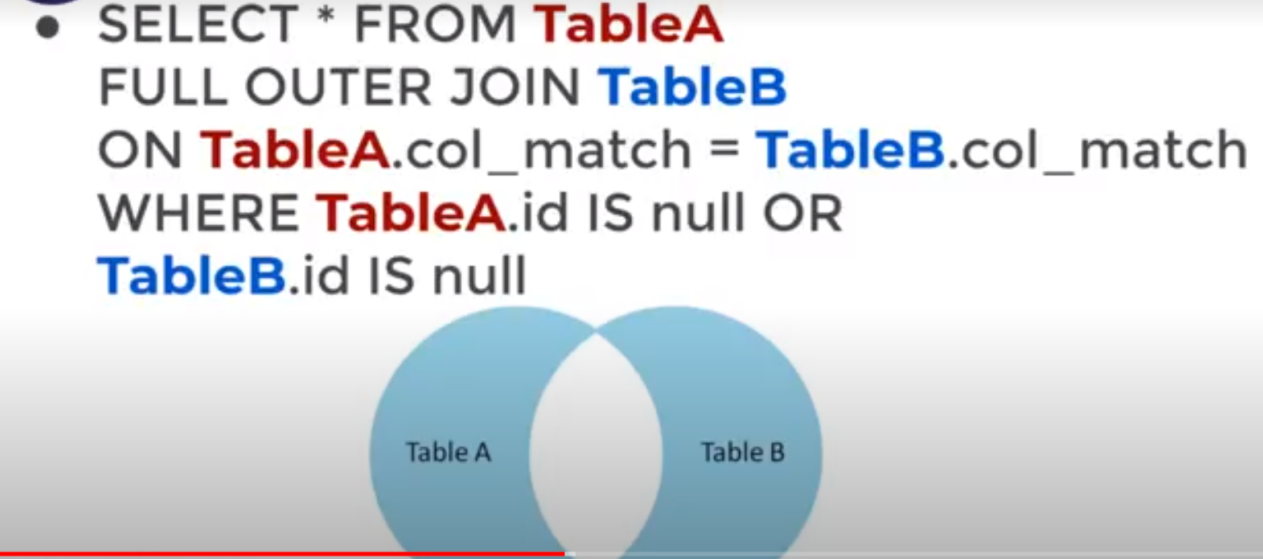 • SELECT * FROM TableA
FULL OUTER JOIN TableB
ON TableA.col_match = TableB.col_match
WHERE TableA.id IS null OR
TableB.id IS null
Table A
Table B